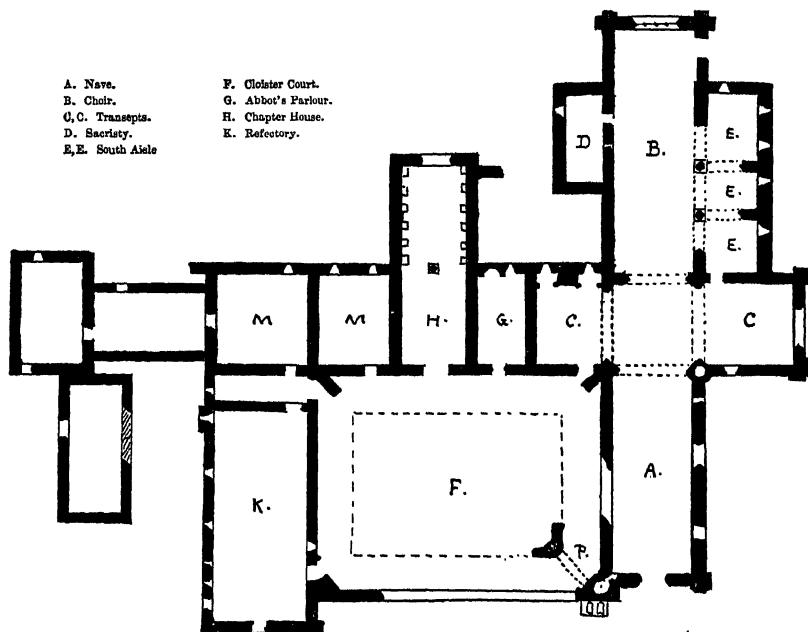 A. Nave.
B. Choir.
C, C. Transepts.
D. Sacristy.
E, E. South Aisle
F. Cloister Court.
G. Abbot's Parlour.
H. Chapter House.
K. Refectory.
D
B.
E.
E.
E.
M
M
H.
G.
C.
C
K.
F.
A.